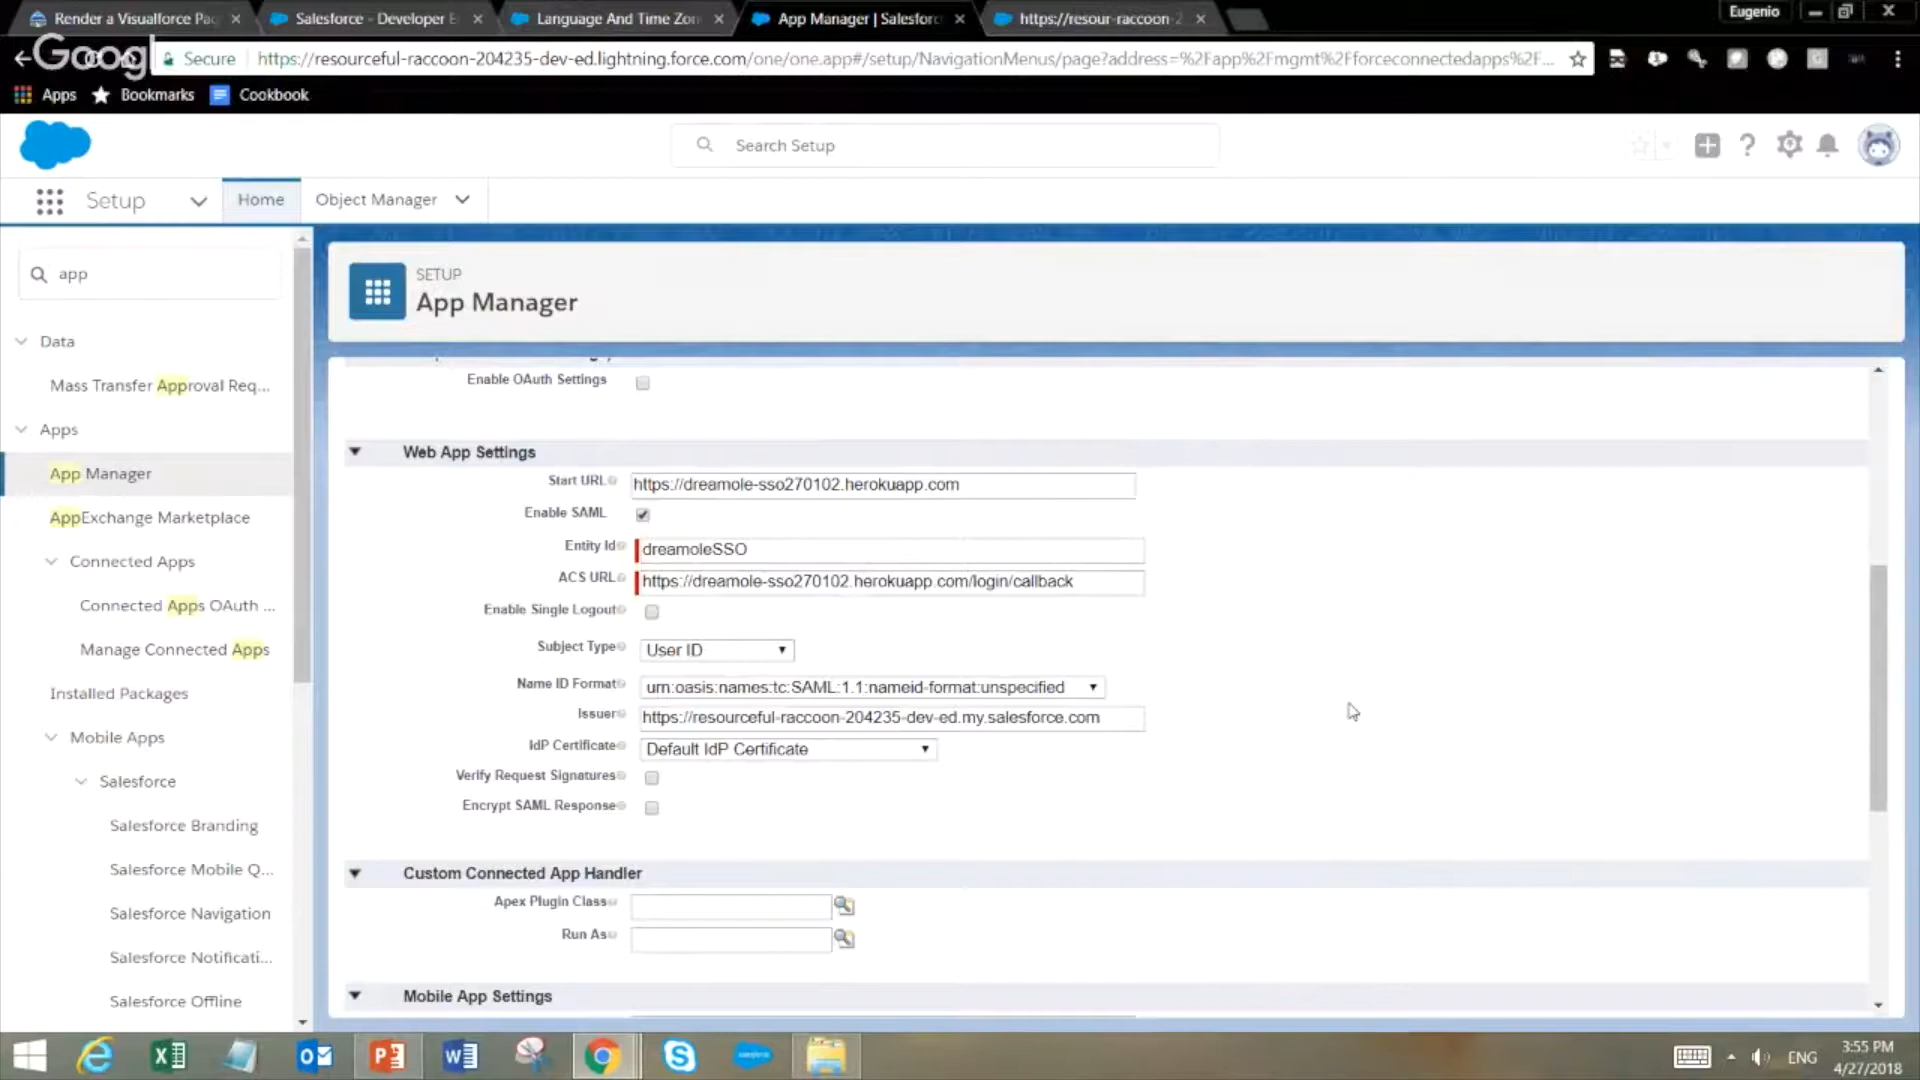 Render a Visualforce Pa
Salesforce - Developer E
Language And Time Zon
App Manager | Salesforc
https://resour-raccoon-2
Eugenio
Googl
Secure
https://resourceful-raccoon-204235-dev-ed.lightning.force.com/one/one.app#/setup/NavigationMenus/page?address=%2Fapp%2Fmgmt%2Fforceconnectedapps%2F...
Apps
Bookmarks
Cookbook
Search Setup
Setup
Home
Object Manager
app
SETUP
App Manager
Data
Mass Transfer Approval Req...
Apps
App Manager
AppExchange Marketplace
Connected Apps
Connected Apps OAuth ...
Manage Connected Apps
Installed Packages
Mobile Apps
Salesforce
Salesforce Branding
Salesforce Mobile Q...
Salesforce Navigation
Salesforce Notificati...
Salesforce Offline
Enable OAuth Settings
Web App Settings
Start URL https://dreamole-sso270102.herokuapp.com
Enable SAML
Entity Id dreamoleSSO
ACS URL https://dreamole-sso270102.herokuapp.com/login/callback
Enable Single Logout
Subject Type User ID
Name ID Format urn:oasis:names:tc:SAML:1.1:nameid-format:unspecified
Issuer https://resourceful-raccoon-204235-dev-ed.my.salesforce.com
IdP Certificate Default IdP Certificate
Verify Request Signatures
Encrypt SAML Response
Custom Connected App Handler
Apex Plugin Class
Run As
Mobile App Settings
ENG
3:55 PM
4/27/2018